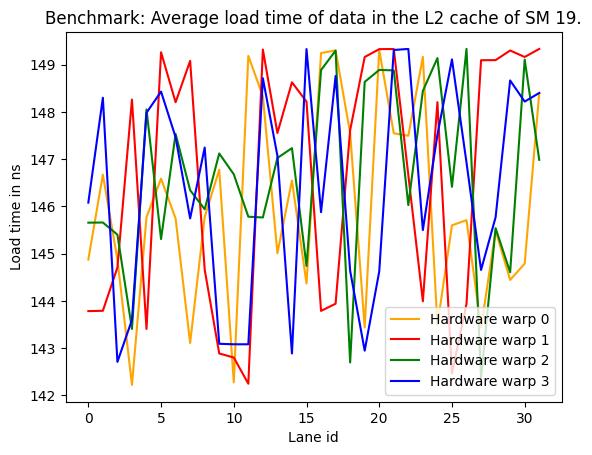 Benchmark: Average load time of data in the L2 cache of SM 19.
Load time in ns
149
148
147
146
145
144
143
142
0 5 10 15 20 25 30
Lane id
Hardware warp 0
Hardware warp 1
Hardware warp 2
Hardware warp 3